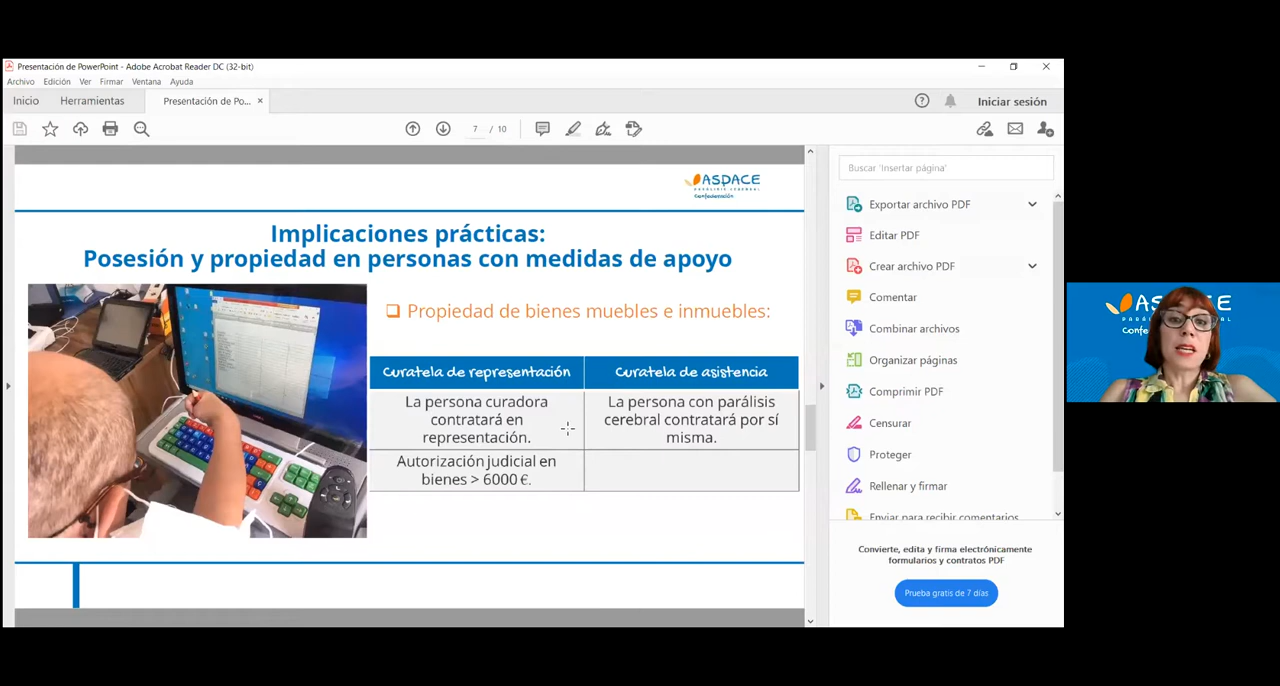 Presentación de PowerPoint - Adobe Acrobat Reader DC (32-bit)
Archivo Edición Ver Firmar Ventana Ayuda
Inicio Herramientas Presentación de Po... × Iniciar sesión
7 / 10
ASPACE
PARÁLISIS CEREBRAL
Confederación
Implicaciones prácticas:
Posesión y propiedad en personas con medidas de apoyo
Propiedad de bienes muebles e inmuebles:
Curatela de representación Curatela de asistencia
La persona curadora
contratará en
representación.
La persona con parálisis
cerebral contratará por sí
misma.
Autorización judicial en
bienes > 6000 €.
Buscar 'Insertar página'
Exportar archivo PDF
Editar PDF
Crear archivo PDF
Comentar
Combinar archivos
Organizar páginas
Comprimir PDF
Censurar
Proteger
Rellenar y firmar
Enviar para recibir comentarios
Convierte, edita y firma electrónicamente
formularios y contratos PDF
Prueba gratis de 7 días
ASPACE